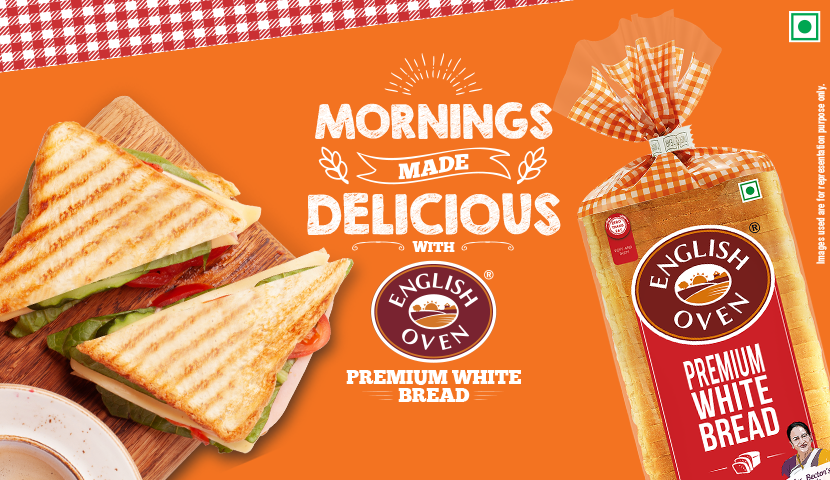 MORNINGS
MADE
DELICIOUS
WITH
ENGLISH
OVEN
®
PREMIUM WHITE
BREAD
ENGLISH
OVEN
®
PREMIUM
WHITE
BREAD
Images used are for representation purpose only.